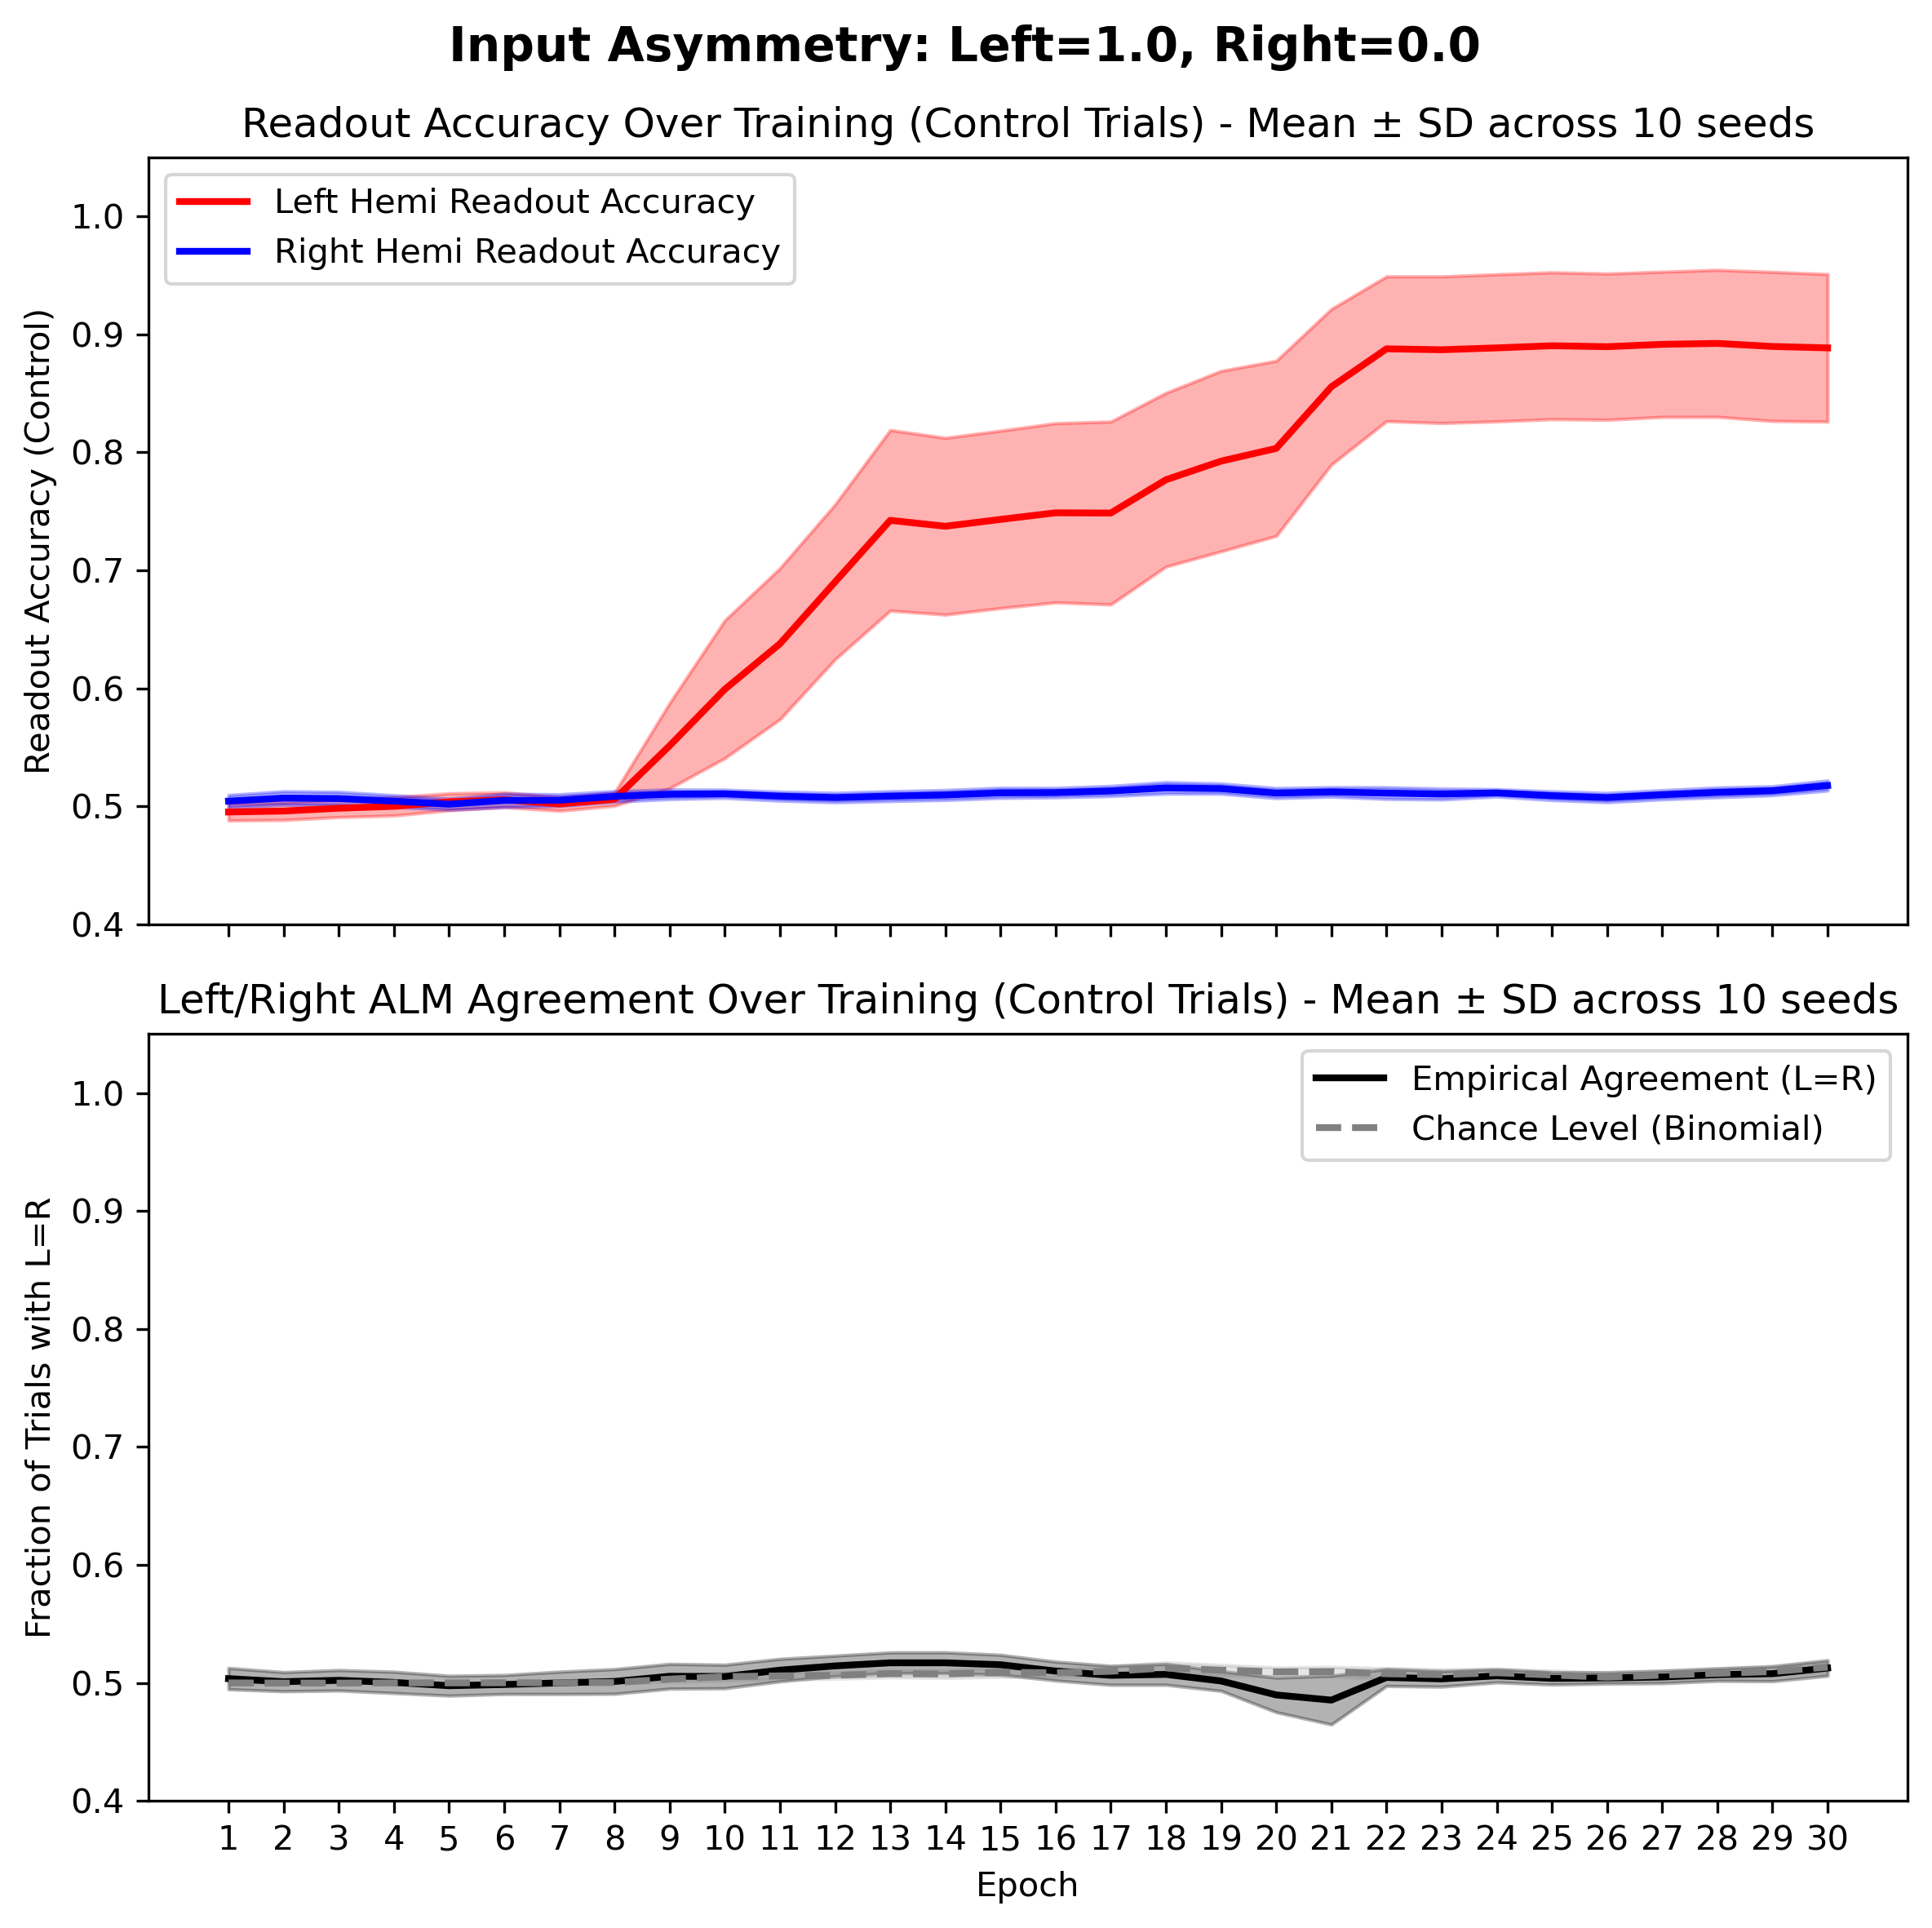 Input Asymmetry: Left=1.0, Right=0.0
Readout Accuracy Over Training (Control Trials) - Mean ± SD across 10 seeds
Left Hemi Readout Accuracy
Right Hemi Readout Accuracy
Readout Accuracy (Control)
1.0
0.9
0.8
0.7
0.6
0.5
0.4
Left/Right ALM Agreement Over Training (Control Trials) - Mean ± SD across 10 seeds
Empirical Agreement (L=R)
Chance Level (Binomial)
Fraction of Trials with L=R
1.0
0.9
0.8
0.7
0.6
0.5
0.4
1 2 3 4 5 6 7 8 9 10 11 12 13 14 15 16 17 18 19 20 21 22 23 24 25 26 27 28 29 30
Epoch